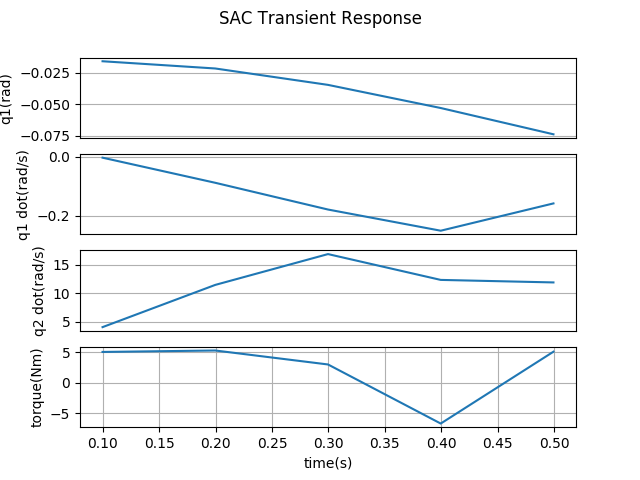 SAC Transient Response
−0.025
−0.050
−0.075
q1(rad)
0.0
−0.2
q1 dot(rad/s)
15
10
5
q2 dot(rad/s)
5
0
−5
torque(Nm)
0.10 0.15 0.20 0.25 0.30 0.35 0.40 0.45 0.50
time(s)